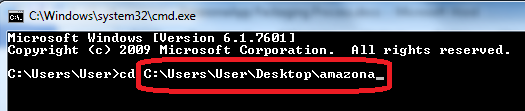 C:\Windows\system32\cmd.exe
Microsoft Windows [Version 6.1.7601]
Copyright (c) 2009 Microsoft Corporation.  All rights reserved.
C:\Users\User>cd C:\Users\User\Desktop\amazona_